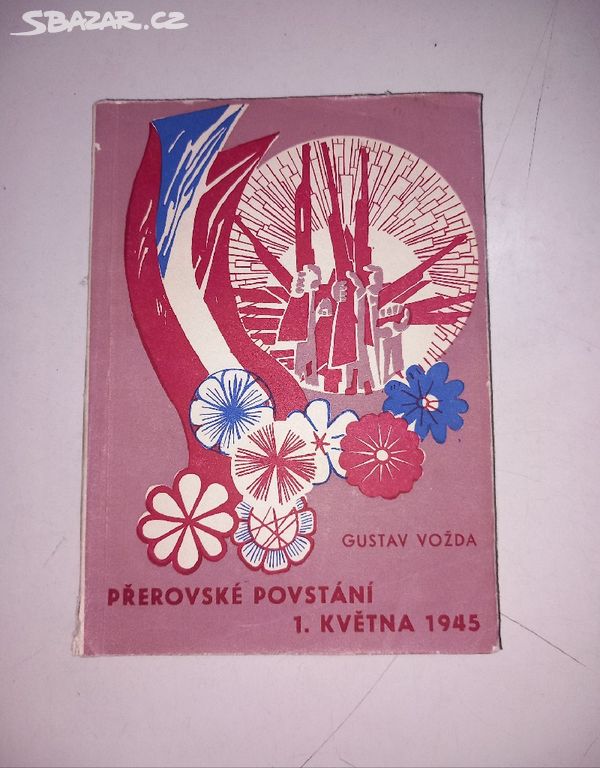 SBAZAR.CZ
GUSTAV VOŽDA
PŘEROVSKÉ POVSTÁNÍ
1. KVĚTNA 1945